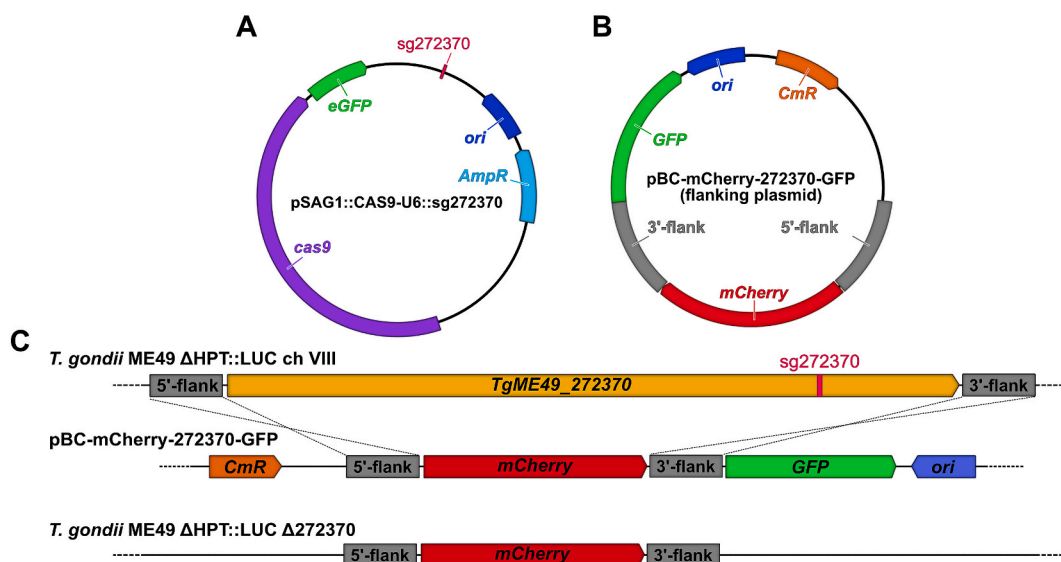 A
sg272370
eGFP
ori
AmpR
pSAG1::CAS9-U6::sg272370
cas9
B
ori
CmR
GFP
pBC-mCherry-272370-GFP
(flanking plasmid)
3'-flank
5'-flank
mCherry
C
T. gondii ME49 ΔHPT::LUC ch VIII
sg272370
5'-flank
TgME49_272370
3'-flank
pBC-mCherry-272370-GFP
CmR
5'-flank
mCherry
3'-flank
GFP
ori
T. gondii ME49 ΔHPT::LUC Δ272370
5'-flank
mCherry
3'-flank